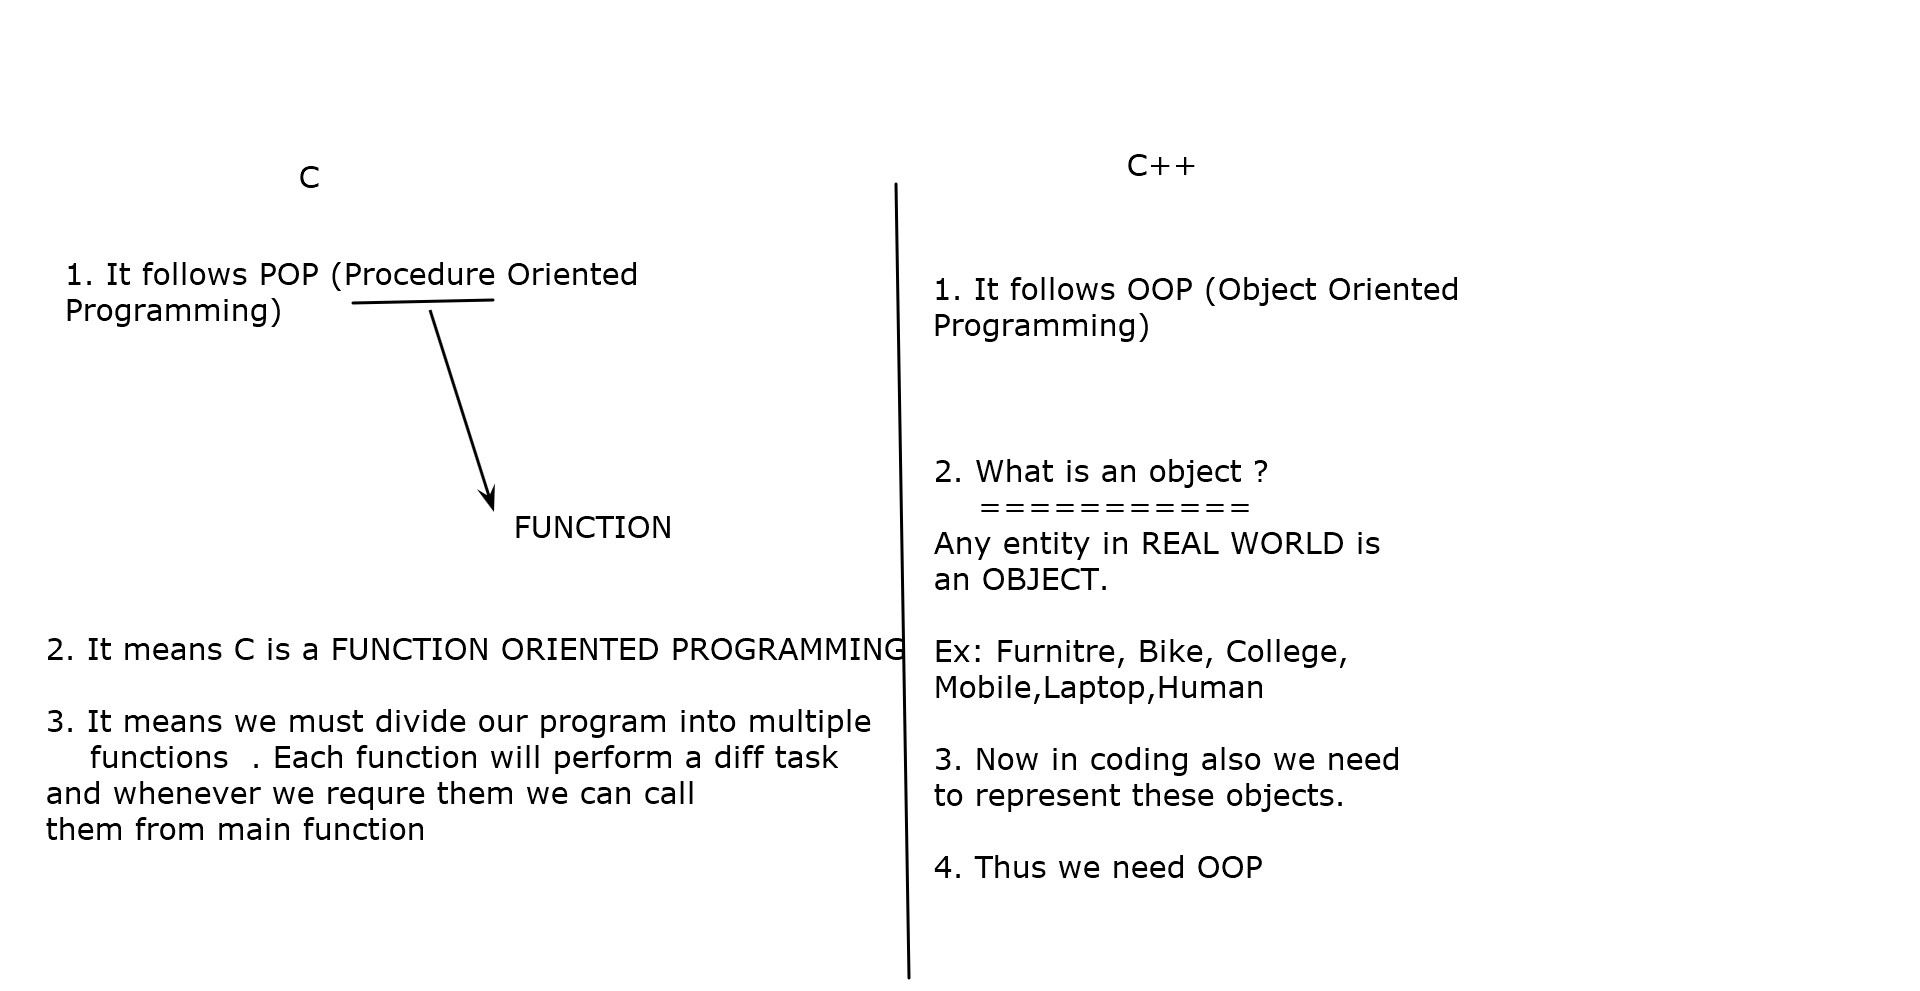 C
1. It follows POP (Procedure Oriented
Programming)
FUNCTION
2. It means C is a FUNCTION ORIENTED PROGRAMMING
3. It means we must divide our program into multiple
functions  . Each function will perform a diff task
and whenever we requre them we can call
them from main function
C++
1. It follows OOP (Object Oriented
Programming)
2. What is an object ?
===========
Any entity in REAL WORLD is
an OBJECT.
Ex: Furnitre, Bike, College,
Mobile,Laptop,Human
3. Now in coding also we need
to represent these objects.
4. Thus we need OOP